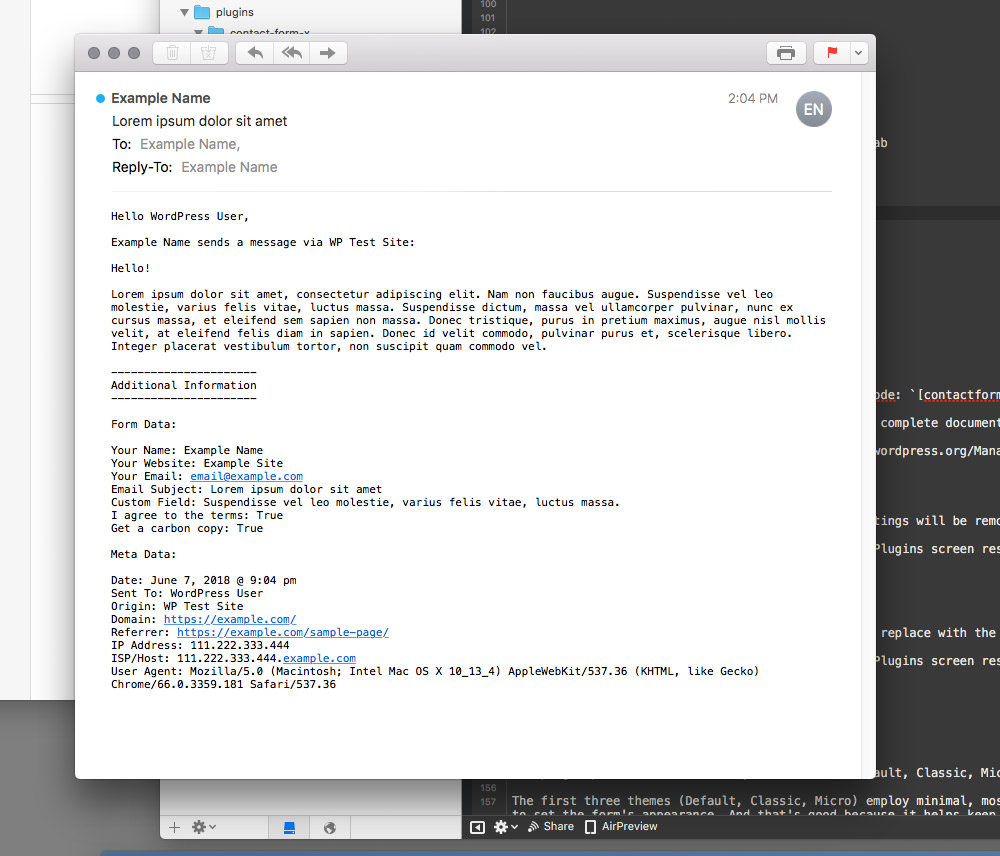 plugins
contact-form-x
100
101
102
Example Name
2:04 PM
EN
Lorem ipsum dolor sit amet
To: Example Name,
Reply-To: Example Name
Hello WordPress User,
Example Name sends a message via WP Test Site:
Hello!
Lorem ipsum dolor sit amet, consectetur adipiscing elit. Nam non faucibus augue. Suspendisse vel leo
molestie, varius felis vitae, luctus massa. Suspendisse dictum, massa vel ullamcorper pulvinar, nunc ex
cursus massa, et eleifend sem sapien non massa. Donec tristique, purus in pretium maximus, augue nisl mollis
velit, at eleifend felis diam in sapien. Donec id velit commodo, pulvinar purus et, scelerisque libero.
Integer placerat vestibulum tortor, non suscipit quam commodo vel.
----------------------
Additional Information
----------------------
Form Data:
Your Name: Example Name
Your Website: Example Site
Your Email: email@example.com
Email Subject: Lorem ipsum dolor sit amet
Custom Field: Suspendisse vel leo molestie, varius felis vitae, luctus massa.
I agree to the terms: True
Get a carbon copy: True
Meta Data:
Date: June 7, 2018 @ 9:04 pm
Sent To: WordPress User
Origin: WP Test Site
Domain: https://example.com/
Referrer: https://example.com/sample-page/
IP Address: 111.222.333.444
ISP/Host: 111.222.333.444.example.com
User Agent: Mozilla/5.0 (Macintosh; Intel Mac OS X 10_13_4) AppleWebKit/537.36 (KHTML, like Gecko)
Chrome/66.0.3359.181 Safari/537.36
ab
ode: `[contactform
complete document
wordpress.org/Mana
tings will be remo
Plugins screen res
replace with the
Plugins screen res
ault, Classic, Mic
156
157
The first three themes (Default, Classic, Micro) employ minimal, mos
to set the form's appearance. And that's good because it helps keep
Share
AirPreview